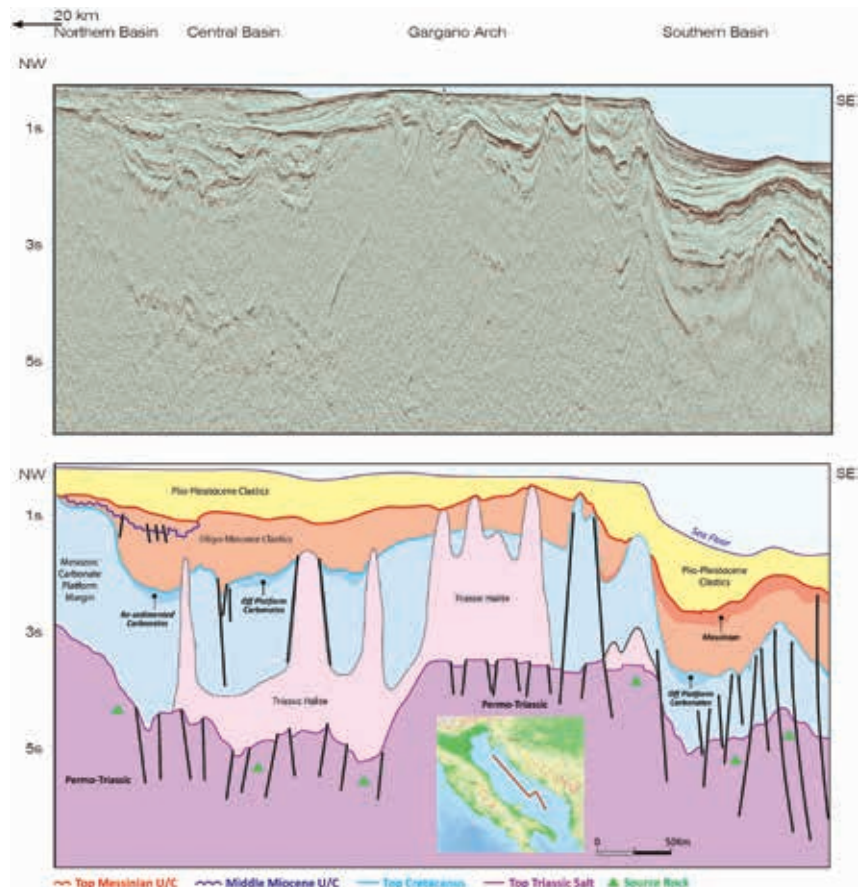 20 km
Northern Basin Central Basin Gargano Arch Southern Basin
NW
SE
1s
3s
5s
NW
SE
Plio-Pleistocene Clastics
1s
Oligo-Miocene Clastics
Sea Floor
Mesozoic
Carbonate
Platform
Margin
Plio-Pleistocene
Clastics
Re-sedimented
Carbonates
Off Platform
Carbonates
Triassic Halite
Messinian
3s
Off Platform
Carbonates
Triassic Halite
Permo-Triassic
5s
Permo-Triassic
0 50Km
Top Messinian U/C Middle Miocene U/C Top Cretaceous Top Triassic Salt Source Rock